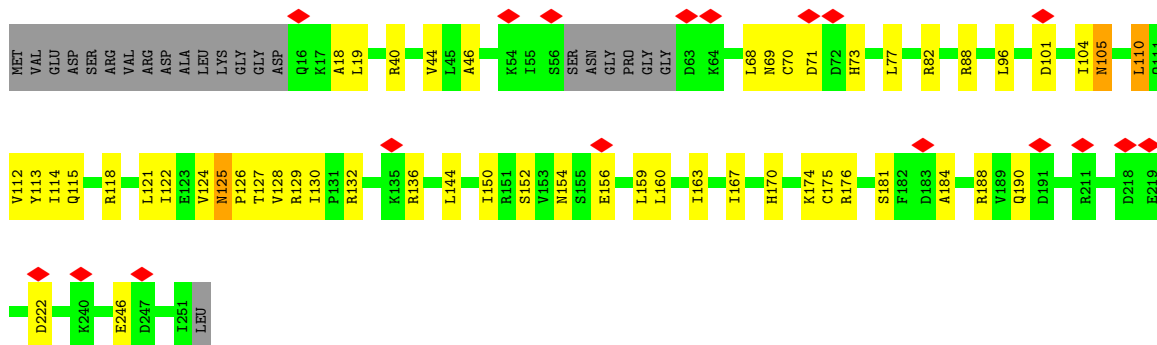 MET VAL GLU ASP SER ARG VAL ARG ASP ALA LEU LYS GLY GLY ASP Q16 K17 A18 L19 R40 V44 L45 A46 K54 I55 S56 SER ASN GLY PRO GLY GLY D63 K64 L68 N69 C70 D71 D72 H73 L77 R82 R88 L96 D101 I104 N105 L110
V112 Y113 I114 Q115 R118 L121 I122 E123 V124 N125 P126 T127 V128 R129 I130 P131 R132 K135 R136 L144 I150 R151 S152 V153 N154 S155 E156 L159 L160 I163 I167 H170 K174 C175 R176 S181 F182 D183 A184 R188 V189 Q190 D191 R211 D218 E219
D222 K240 E246 D247 I251 LEU